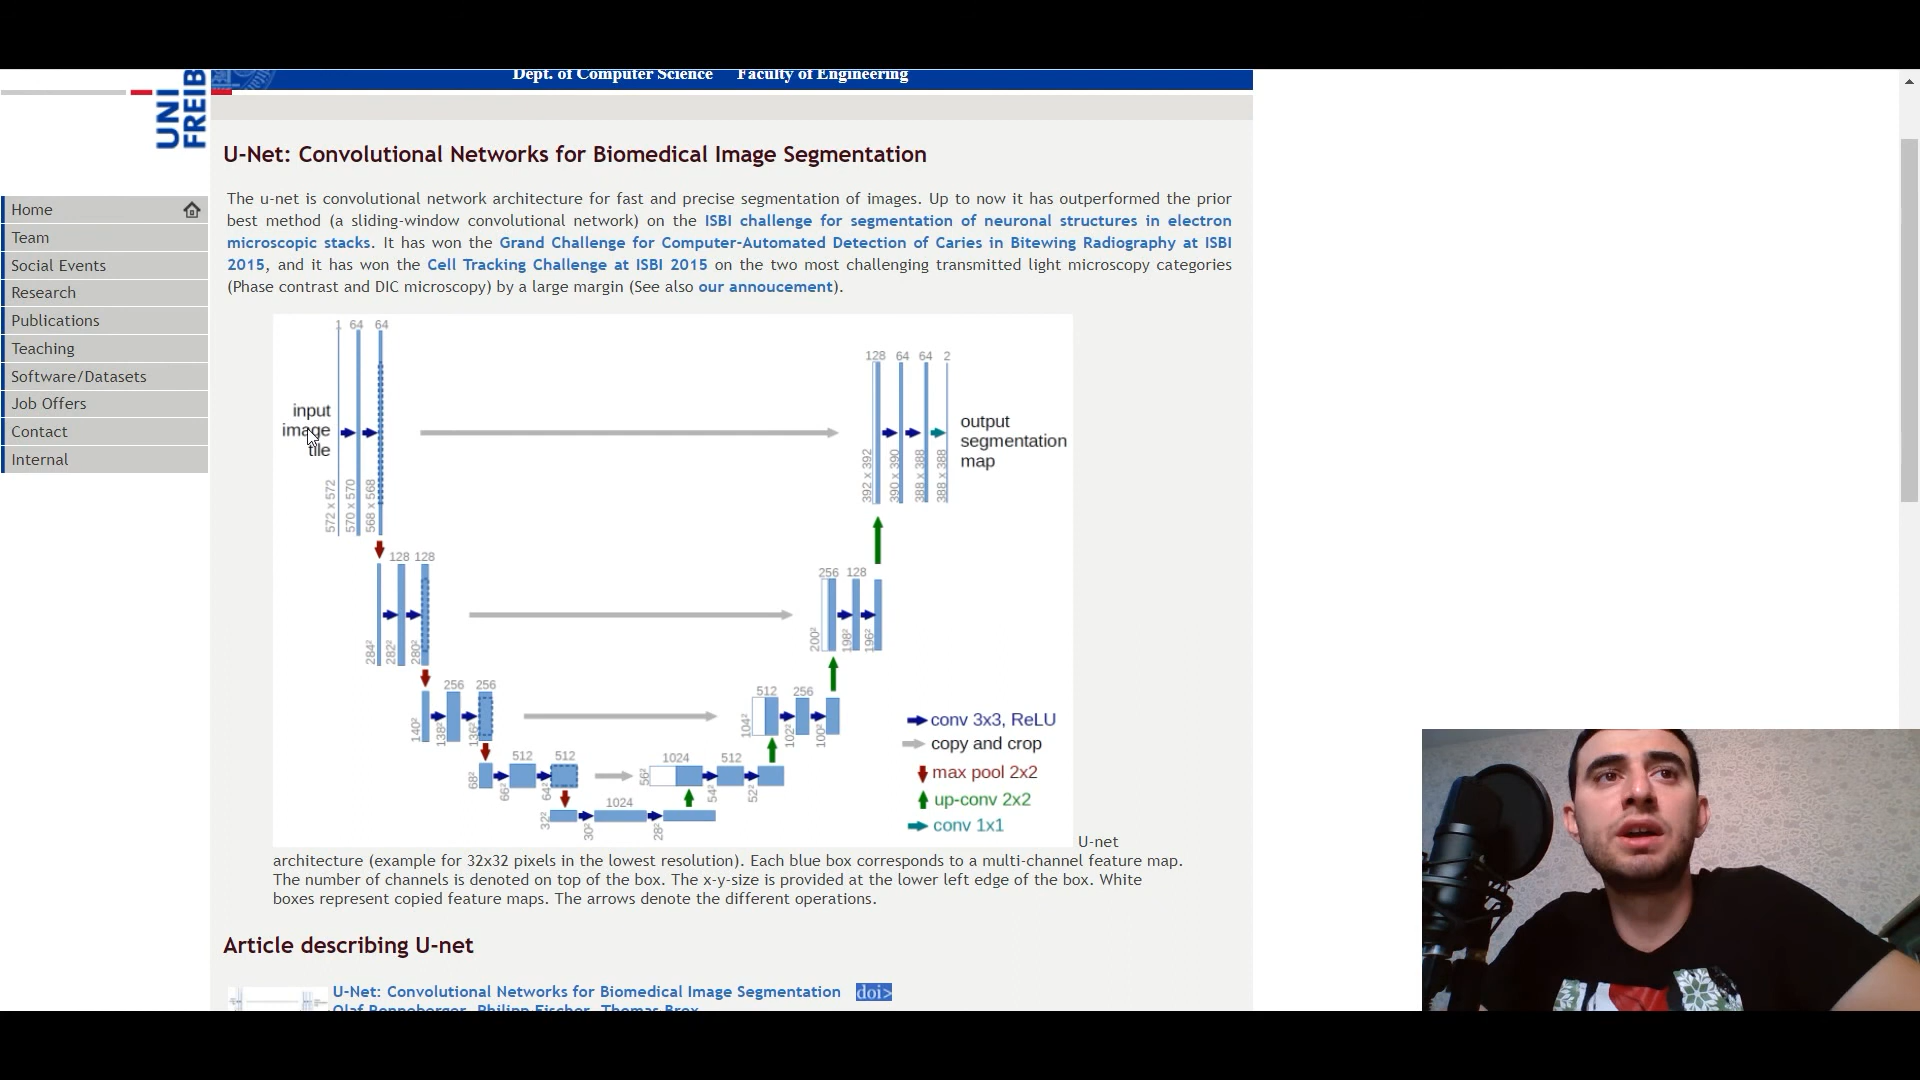 Dept. of Computer Science Faculty of Engineering
UNI
FREIB
Home
Team
Social Events
Research
Publications
Teaching
Software/Datasets
Job Offers
Contact
Internal
U-Net: Convolutional Networks for Biomedical Image Segmentation
The u-net is convolutional network architecture for fast and precise segmentation of images. Up to now it has outperformed the prior
best method (a sliding-window convolutional network) on the ISBI challenge for segmentation of neuronal structures in electron
microscopic stacks. It has won the Grand Challenge for Computer-Automated Detection of Caries in Bitewing Radiography at ISBI
2015, and it has won the Cell Tracking Challenge at ISBI 2015 on the two most challenging transmitted light microscopy categories
(Phase contrast and DIC microscopy) by a large margin (See also our annoucement).
1 64 64
128 64 64 2
input
image
tile
output
segmentation
map
572 x 572
570 x 570
568 x 568
392 x 392
390 x 390
388 x 388
388 x 388
128 128
256 128
284²
282²
280²
200²
198²
196²
256 256
512 256
140²
138²
136²
104²
102²
100²
512 512
1024 512
68²
66²
64²
56²
54²
52²
1024
32²
30²
28²
conv 3x3, ReLU
copy and crop
max pool 2x2
up-conv 2x2
conv 1x1
U-net
architecture (example for 32x32 pixels in the lowest resolution). Each blue box corresponds to a multi-channel feature map.
The number of channels is denoted on top of the box. The x-y-size is provided at the lower left edge of the box. White
boxes represent copied feature maps. The arrows denote the different operations.
Article describing U-net
U-Net: Convolutional Networks for Biomedical Image Segmentation doi>
Olaf Ronneberger, Philipp Fischer, Thomas Brox